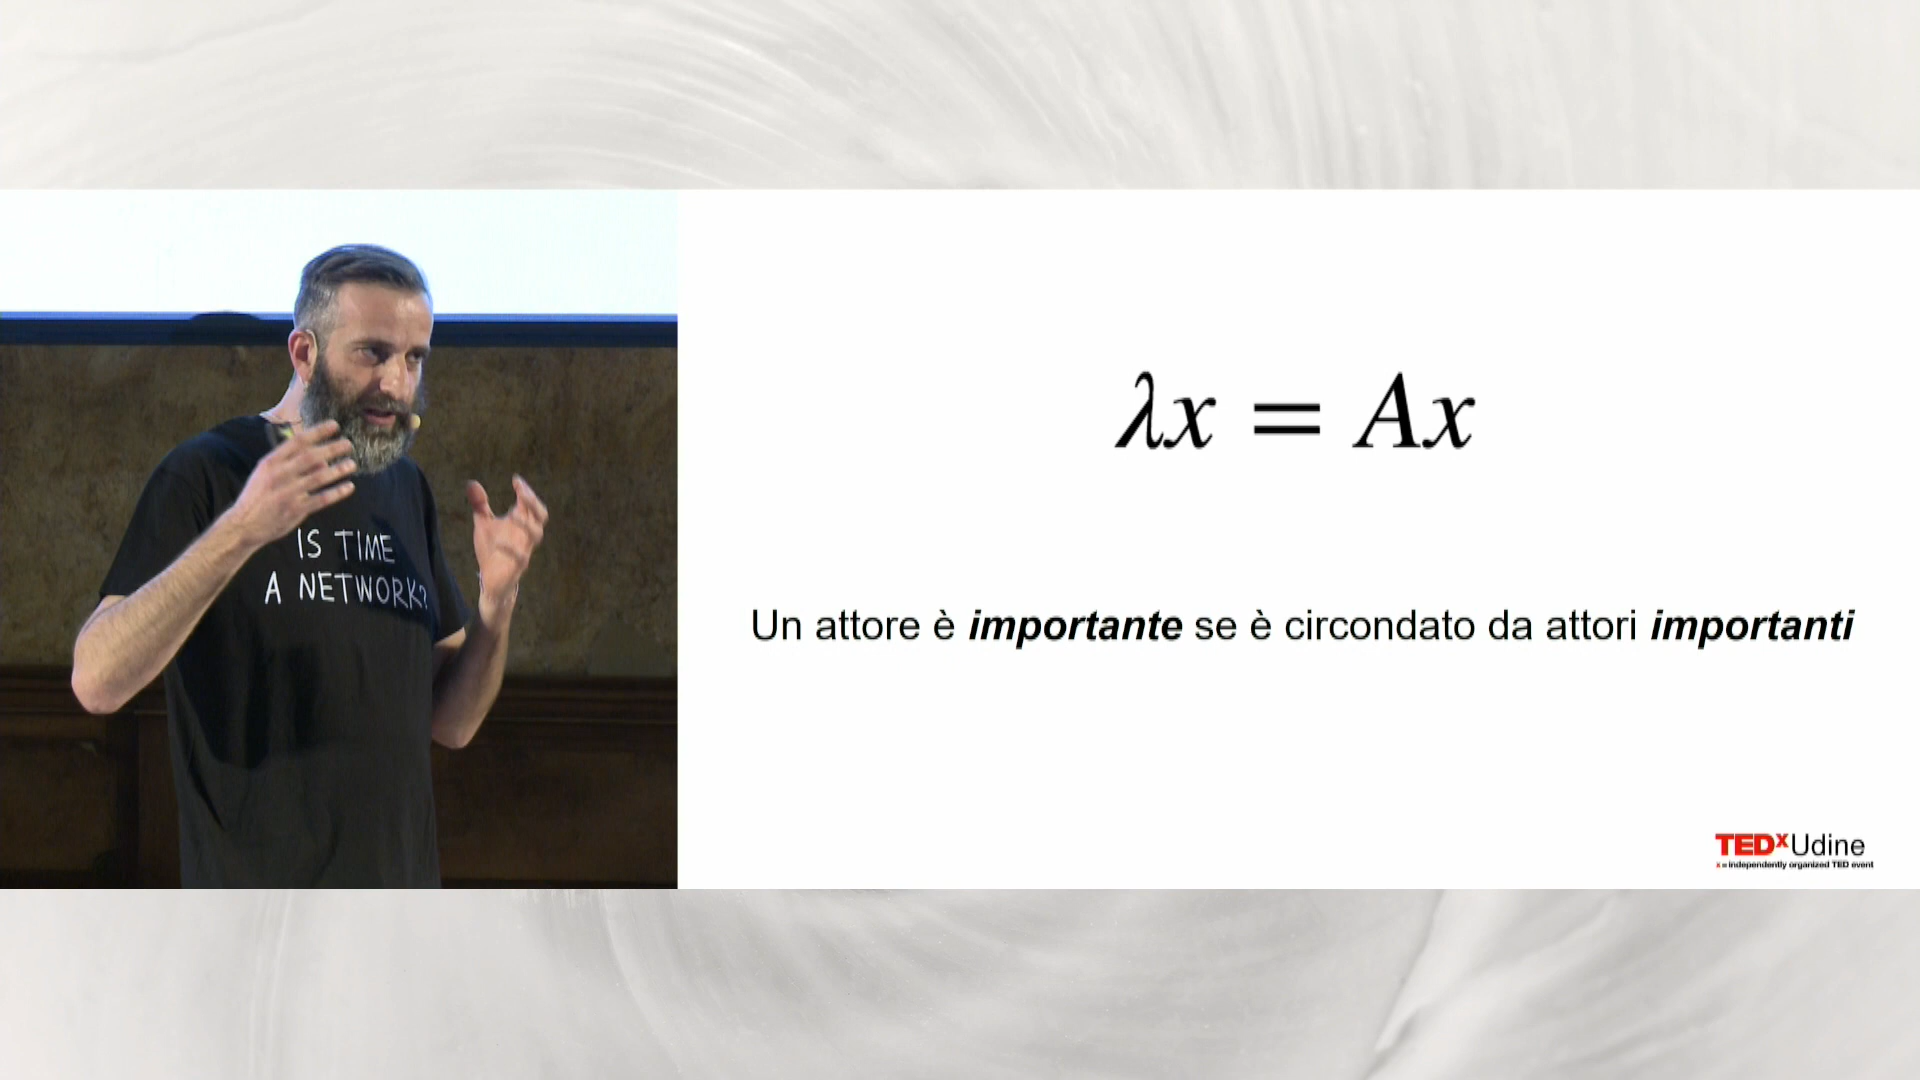 IS TIME
A NETWORK?
λx = Ax
Un attore è importante se è circondato da attori importanti
TEDxUdine
x = independently organized TED event